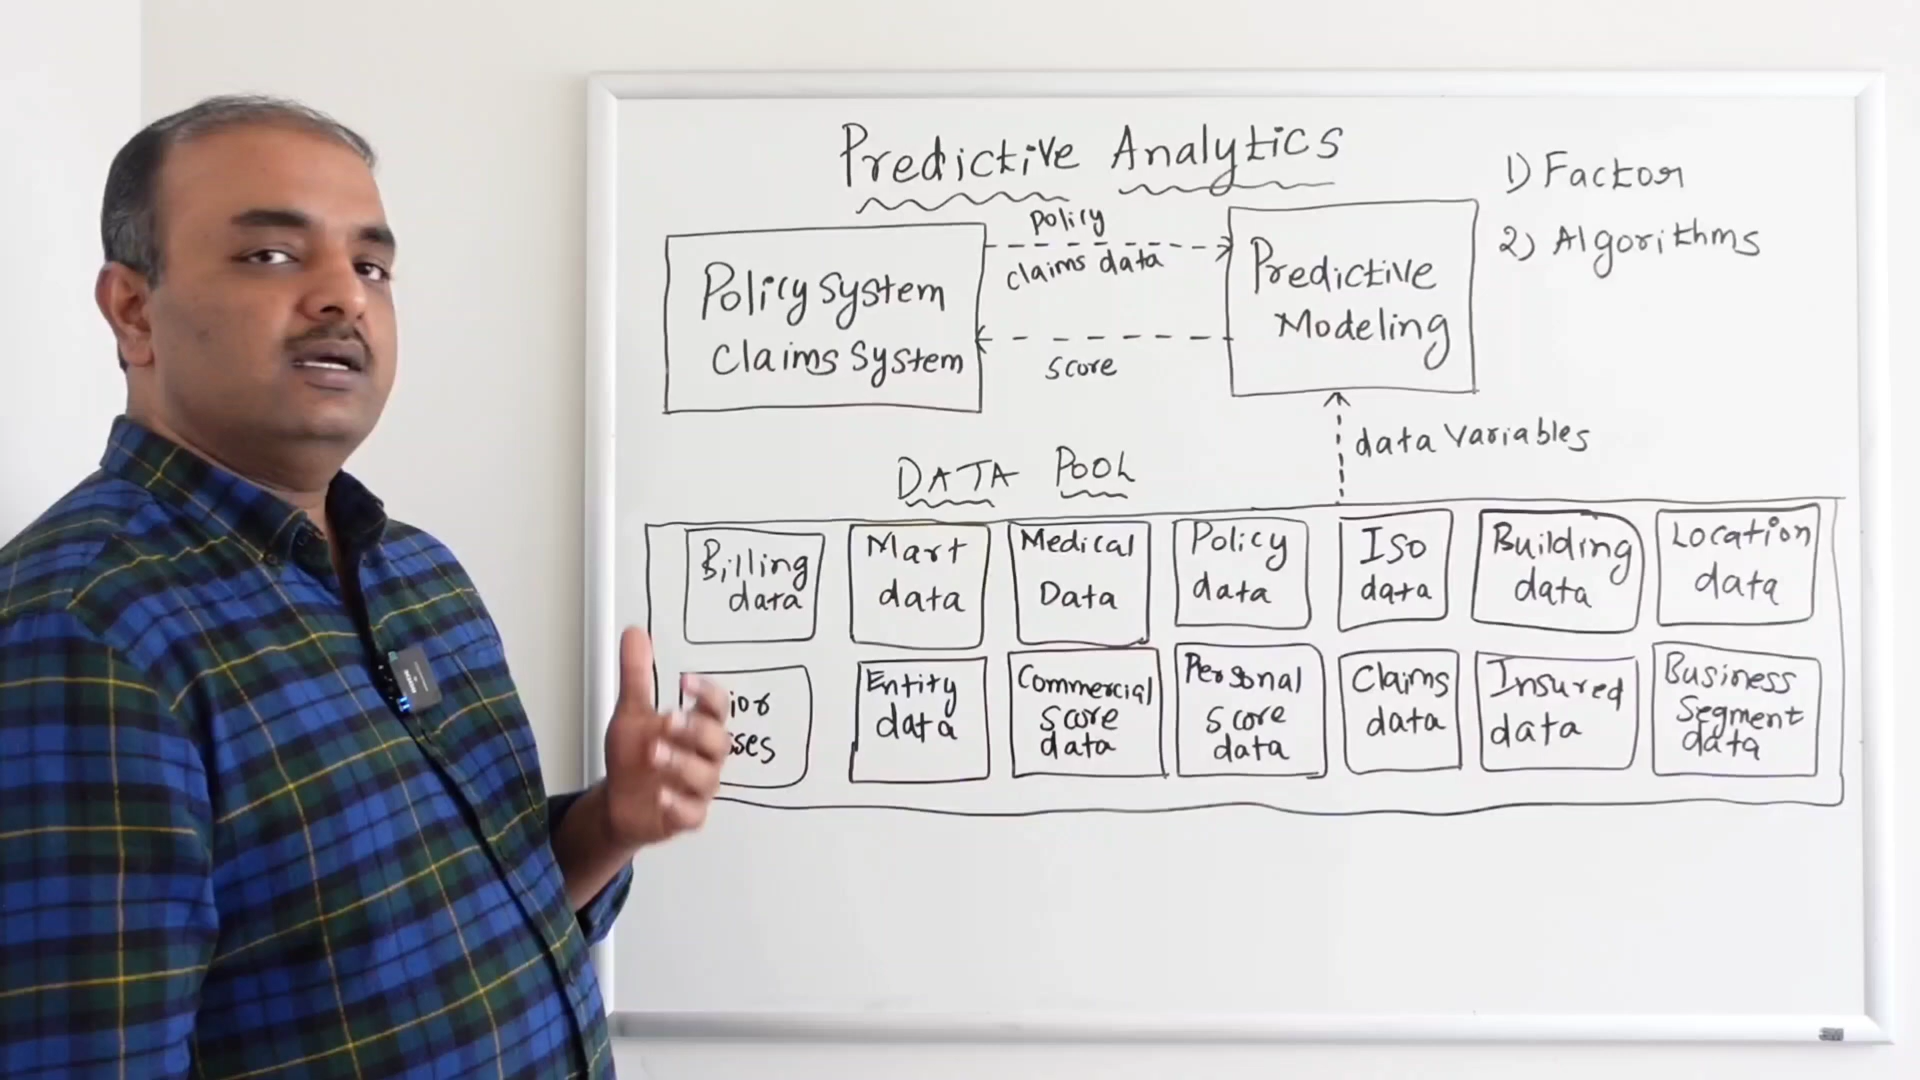 Predictive Analytics
1) Factor
2) Algorithms
Policy System
Claims System
Policy
claims data
Score
Predictive
Modeling
data Variables
DATA POOL
Billing
data
Mart
data
Medical
Data
Policy
data
ISO
data
Building
data
Location
data
Entity
data
Commercial
Score
data
Personal
Score
data
Claims
data
Insured
data
Business
Segment
data